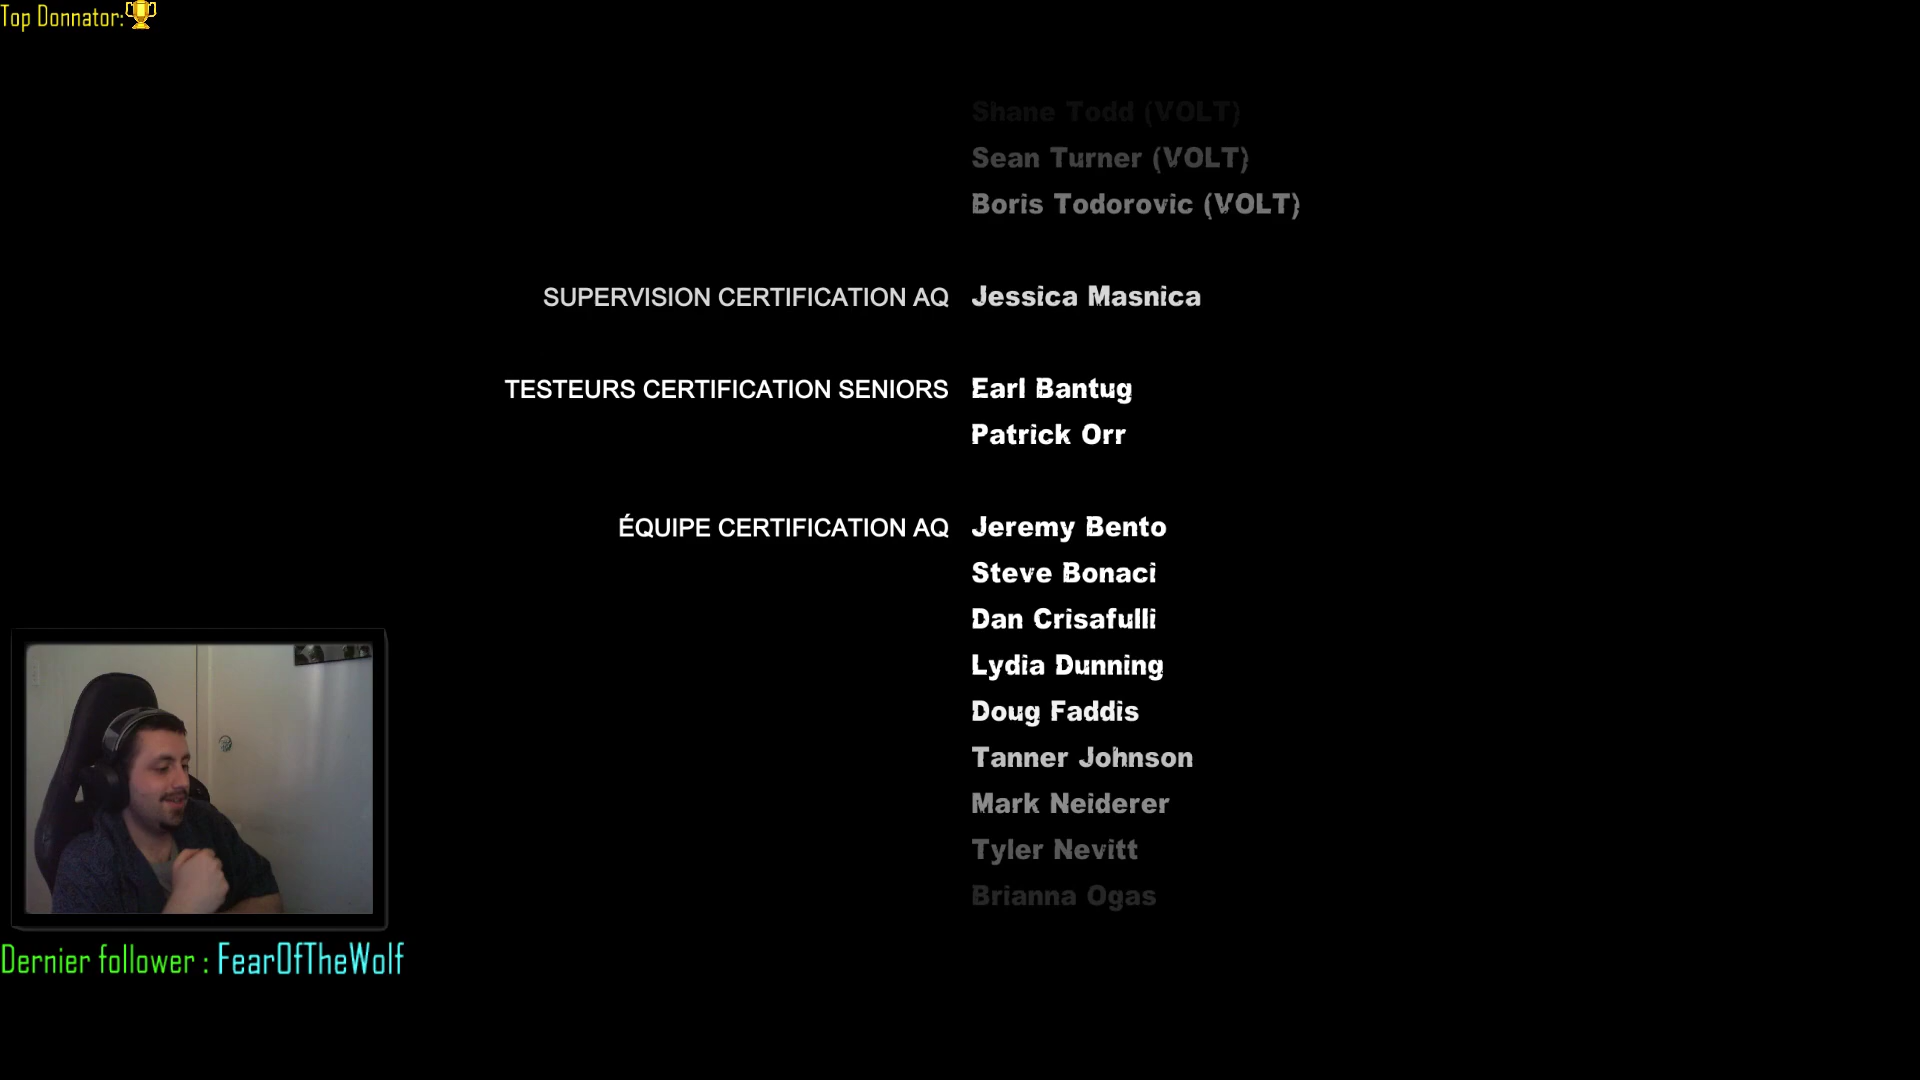 Top Donnator:
Shane Todd (VOLT)
Sean Turner (VOLT)
Boris Todorovic (VOLT)
SUPERVISION CERTIFICATION AQ Jessica Masnica
TESTEURS CERTIFICATION SENIORS Earl Bantug
Patrick Orr
ÉQUIPE CERTIFICATION AQ Jeremy Bento
Steve Bonaci
Dan Crisafulli
Lydia Dunning
Doug Faddis
Tanner Johnson
Mark Neiderer
Tyler Nevitt
Brianna Ogas
Dernier follower : FearOfTheWolf